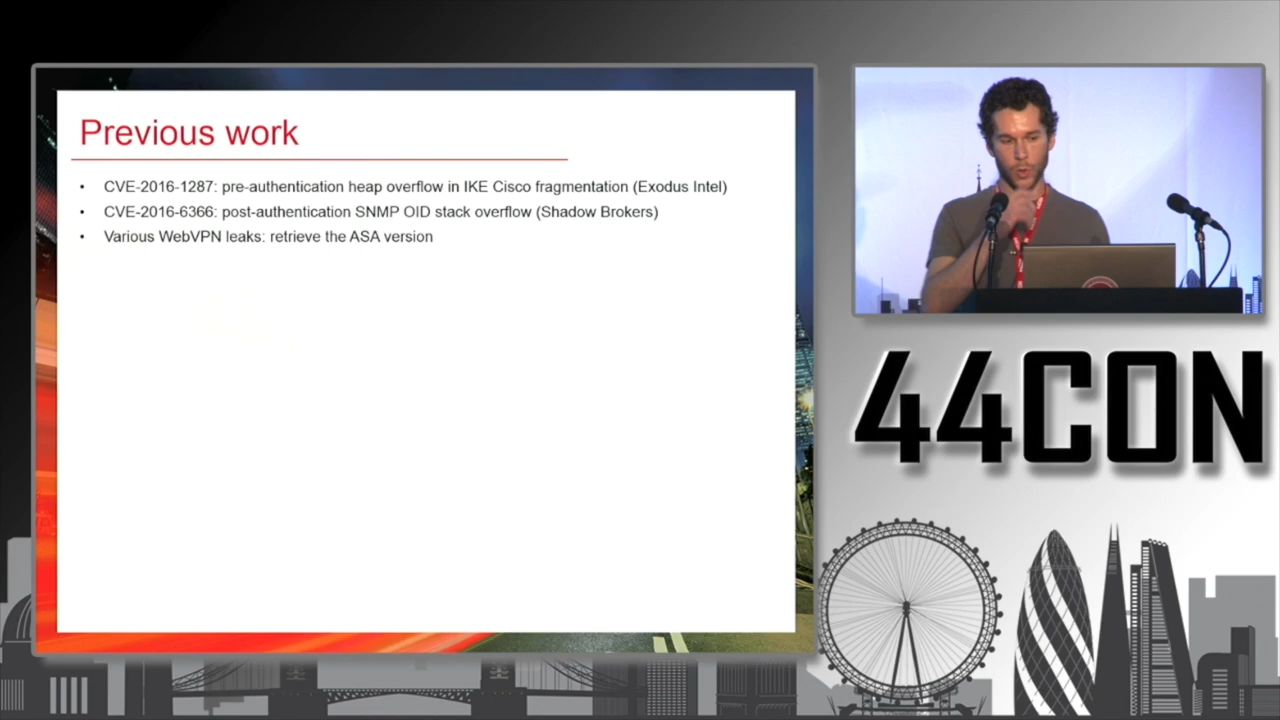 Previous work
• CVE-2016-1287: pre-authentication heap overflow in IKE Cisco fragmentation (Exodus Intel)
• CVE-2016-6366: post-authentication SNMP OID stack overflow (Shadow Brokers)
• Various WebVPN leaks: retrieve the ASA version
44CON